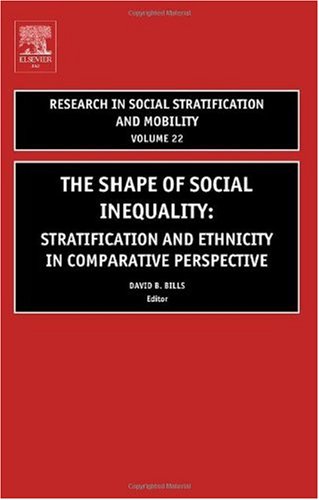 ELSEVIER
JAI
RESEARCH IN SOCIAL STRATIFICATION
AND MOBILITY
VOLUME 22
THE SHAPE OF SOCIAL
INEQUALITY:
STRATIFICATION AND ETHNICITY
IN COMPARATIVE PERSPECTIVE
DAVID B. BILLS
Editor